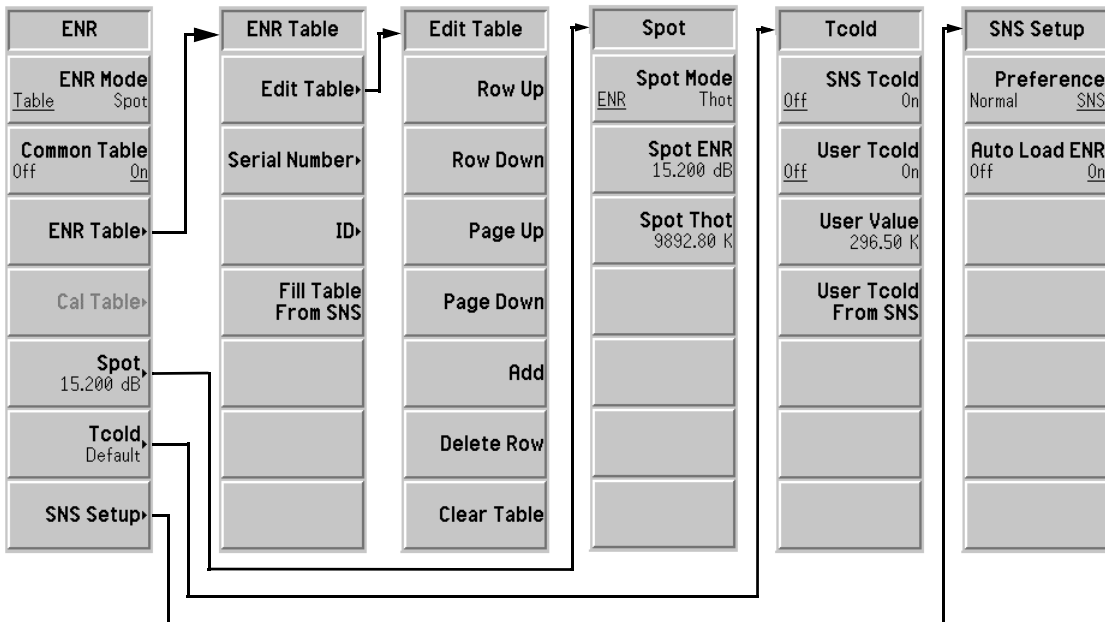 ENR
ENR Mode
Table Spot
Common Table
Off On
ENR Table
Cal Table
Spot
15.200 dB
Tcold
Default
SNS Setup
ENR Table
Edit Table
Serial Number
ID
Fill Table
From SNS
Edit Table
Row Up
Row Down
Page Up
Page Down
Add
Delete Row
Clear Table
Spot
Spot Mode
ENR Thot
Spot ENR
15.200 dB
Spot Thot
9892.80 K
Tcold
SNS Tcold
Off On
User Tcold
Off On
User Value
296.50 K
User Tcold
From SNS
SNS Setup
Preference
Normal SNS
Auto Load ENR
Off On